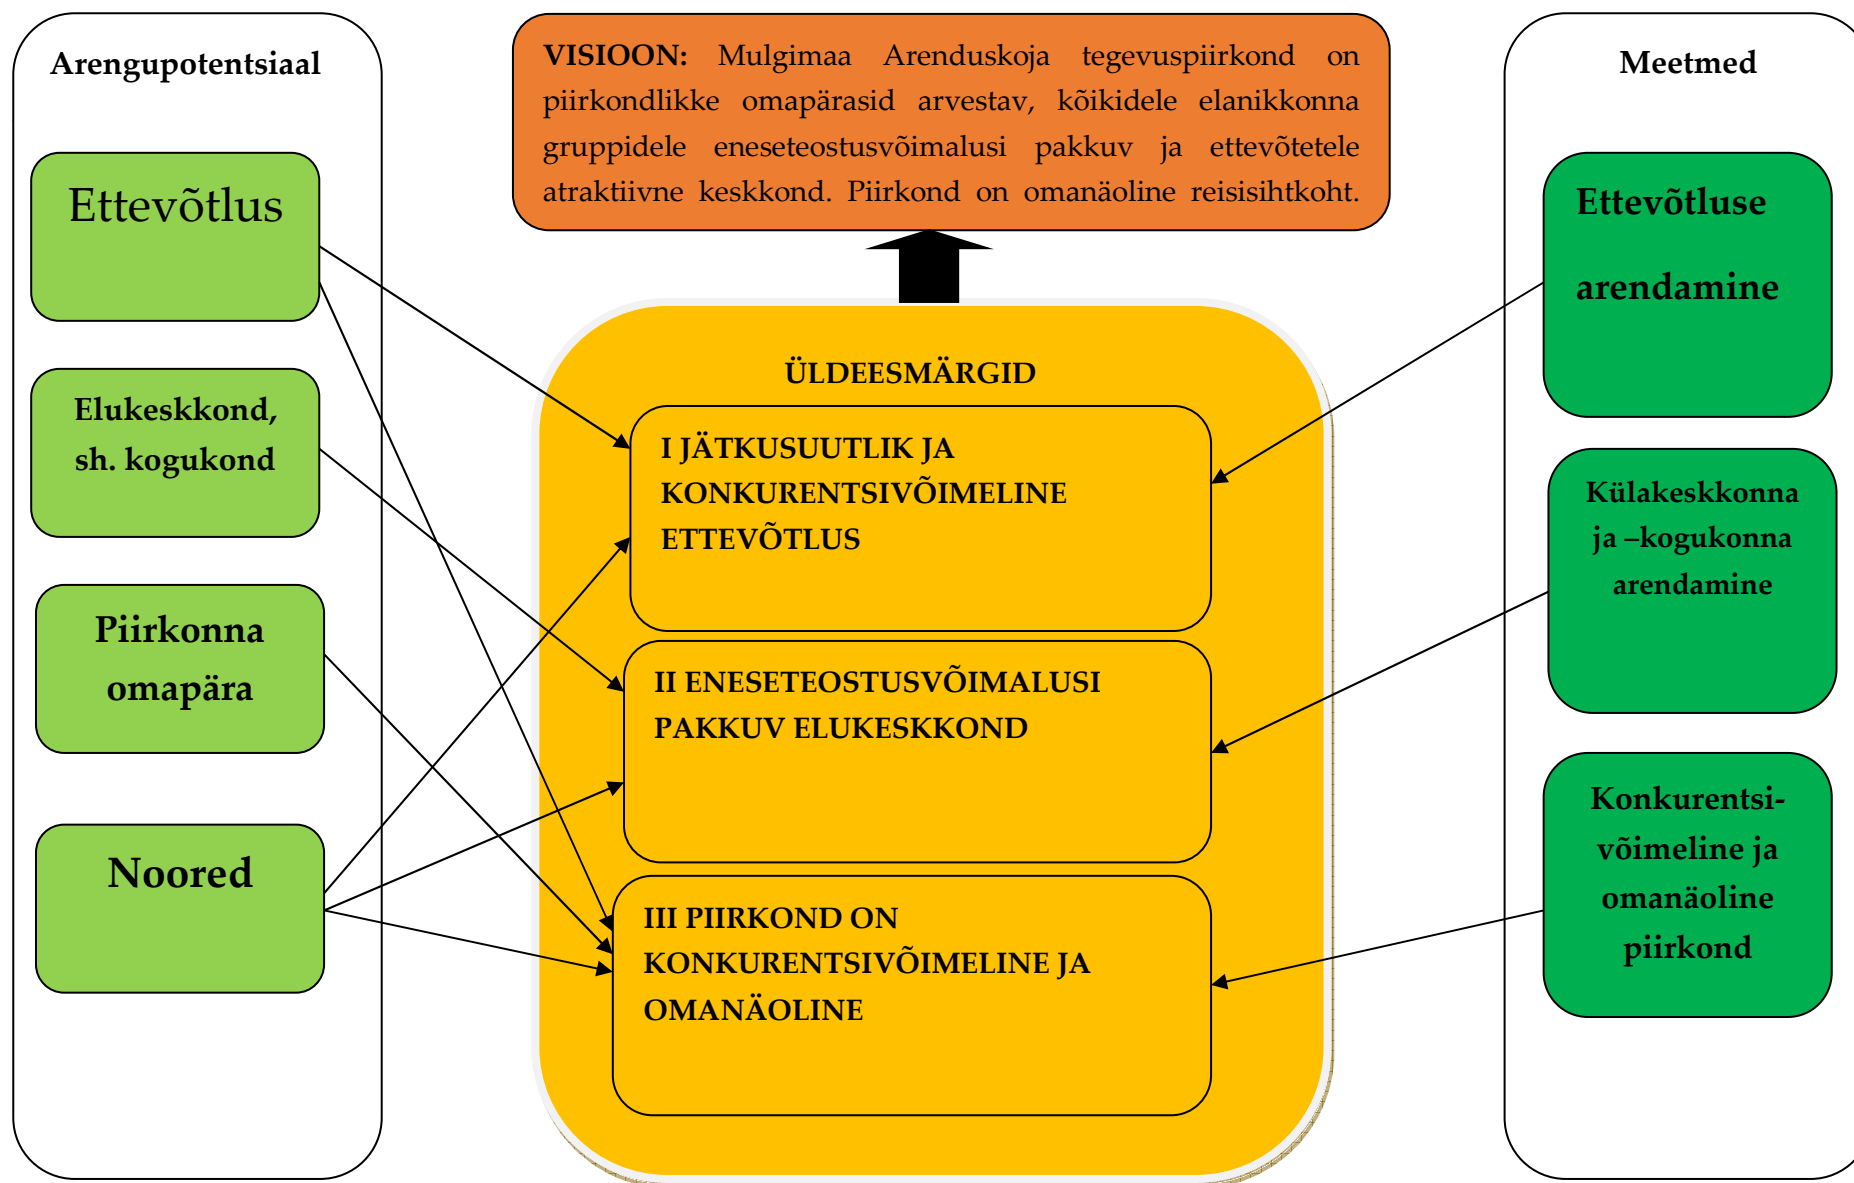 Arengupotentsiaal
Ettevõtlus
Elukeskkond,
sh. kogukond
Piirkonna
omapära
Noored
VISIOON: Mulgimaa Arenduskoja tegevuspiirkond on
piirkondlikke omapärasid arvestav, kõikidele elanikkonna
gruppidele eneseteostusvõimalusi pakkuv ja ettevõtetele
atraktiivne keskkond. Piirkond on omanäoline reisisihtkoht.
ÜLDEESMÄRGID
I JÄTKUSUUTLIK JA
KONKURENTSIVÕIMELINE
ETTEVÕTLUS
II ENESETEOSTUSVÕIMALUSI
PAKKUV ELUKESKKOND
III PIIRKOND ON
KONKURENTSIVÕIMELINE JA
OMANÄOLINE
Meetmed
Ettevõtluse
arendamine
Külakeskkonna
ja –kogukonna
arendamine
Konkurentsi-
võimeline ja
omanäoline
piirkond